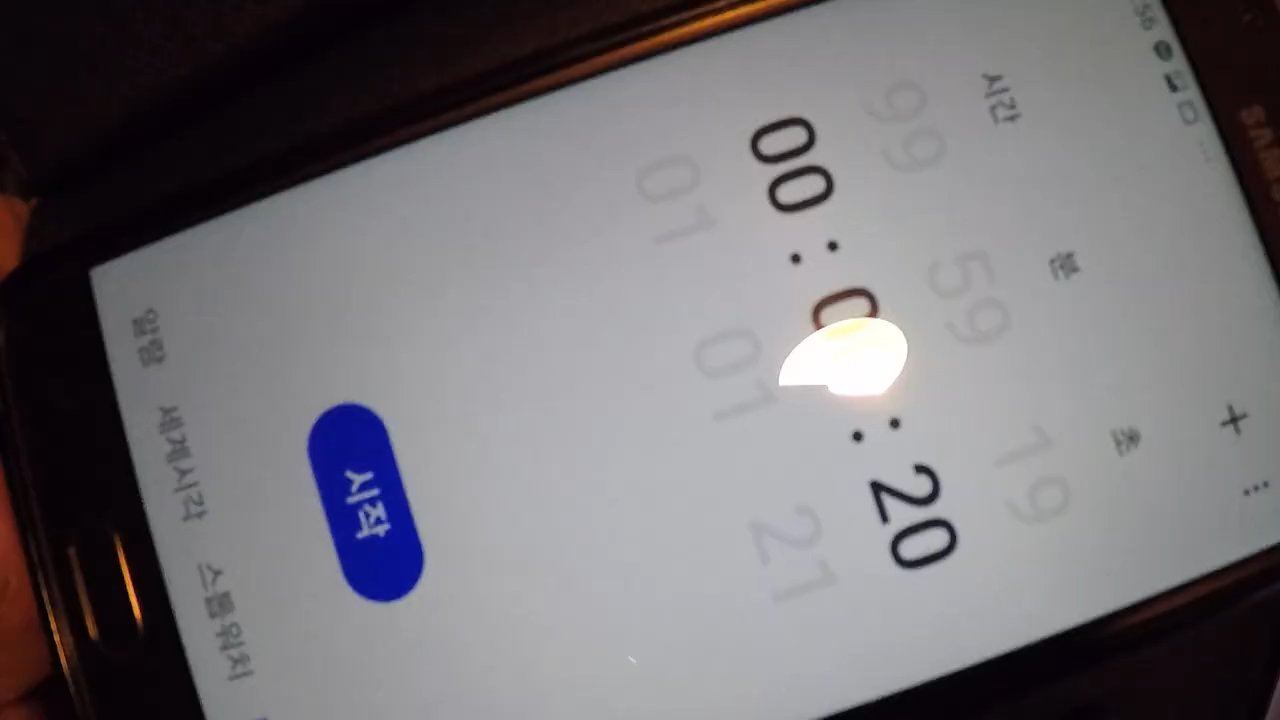 시간 분 초
99 59 19
00 : 0 : 20
01 01 21
시작
알람 세계시각 스톱워치